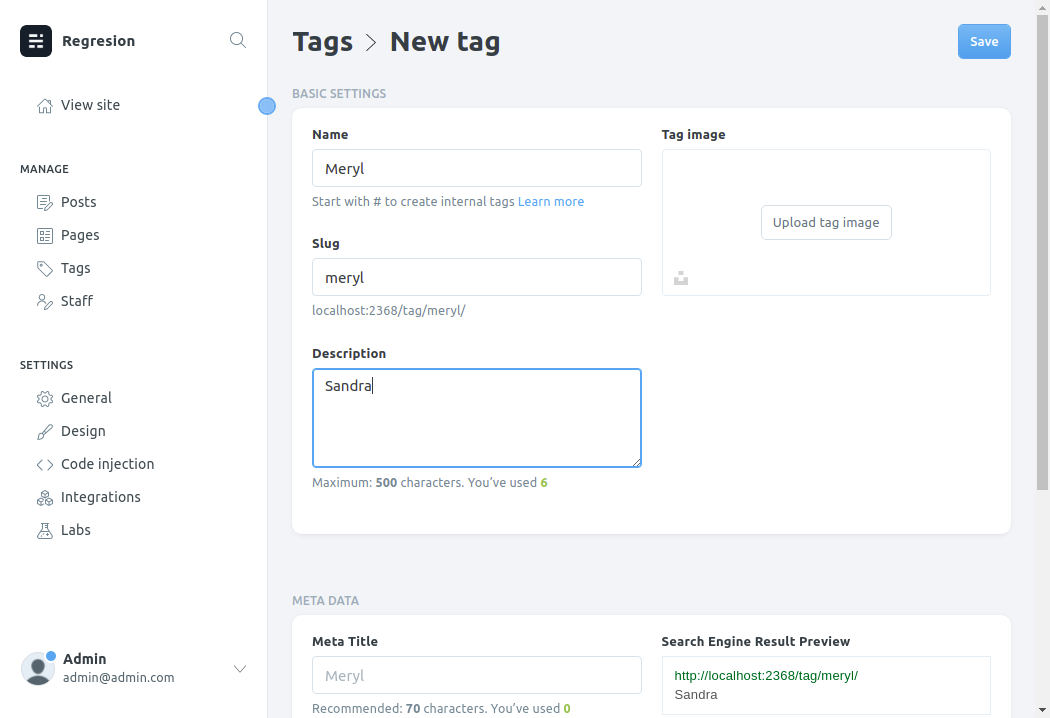 Regresion
View site
MANAGE
Posts
Pages
Tags
Staff
SETTINGS
General
Design
Code injection
Integrations
Labs
Admin
admin@admin.com
Tags > New tag
Save
BASIC SETTINGS
Name
Meryl
Start with # to create internal tags Learn more
Slug
meryl
localhost:2368/tag/meryl/
Description
Sandra
Maximum: 500 characters. You’ve used 6
Tag image
Upload tag image
META DATA
Meta Title
Meryl
Recommended: 70 characters. You’ve used 0
Search Engine Result Preview
http://localhost:2368/tag/meryl/
Sandra